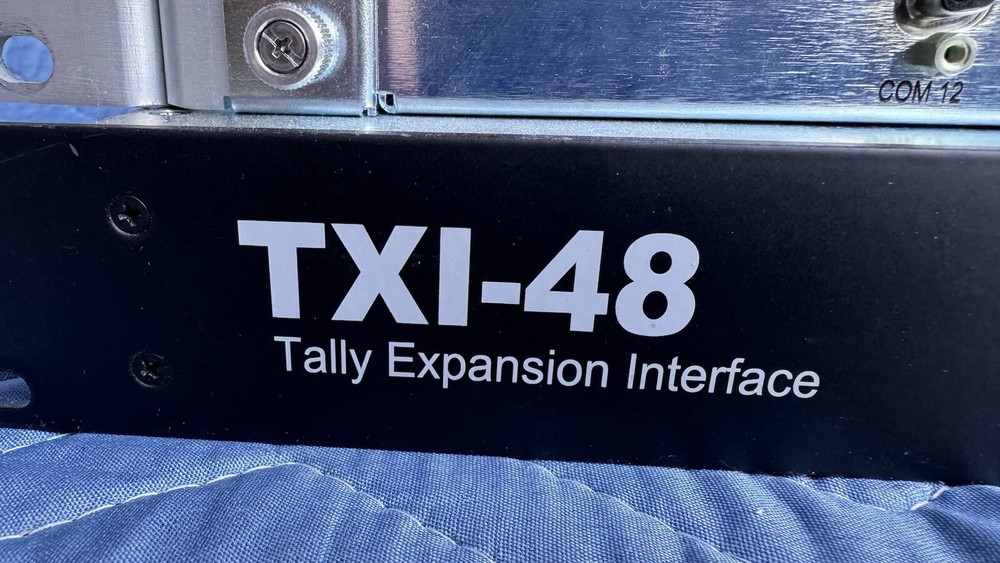 COM 12
TXI-48
Tally Expansion Interface